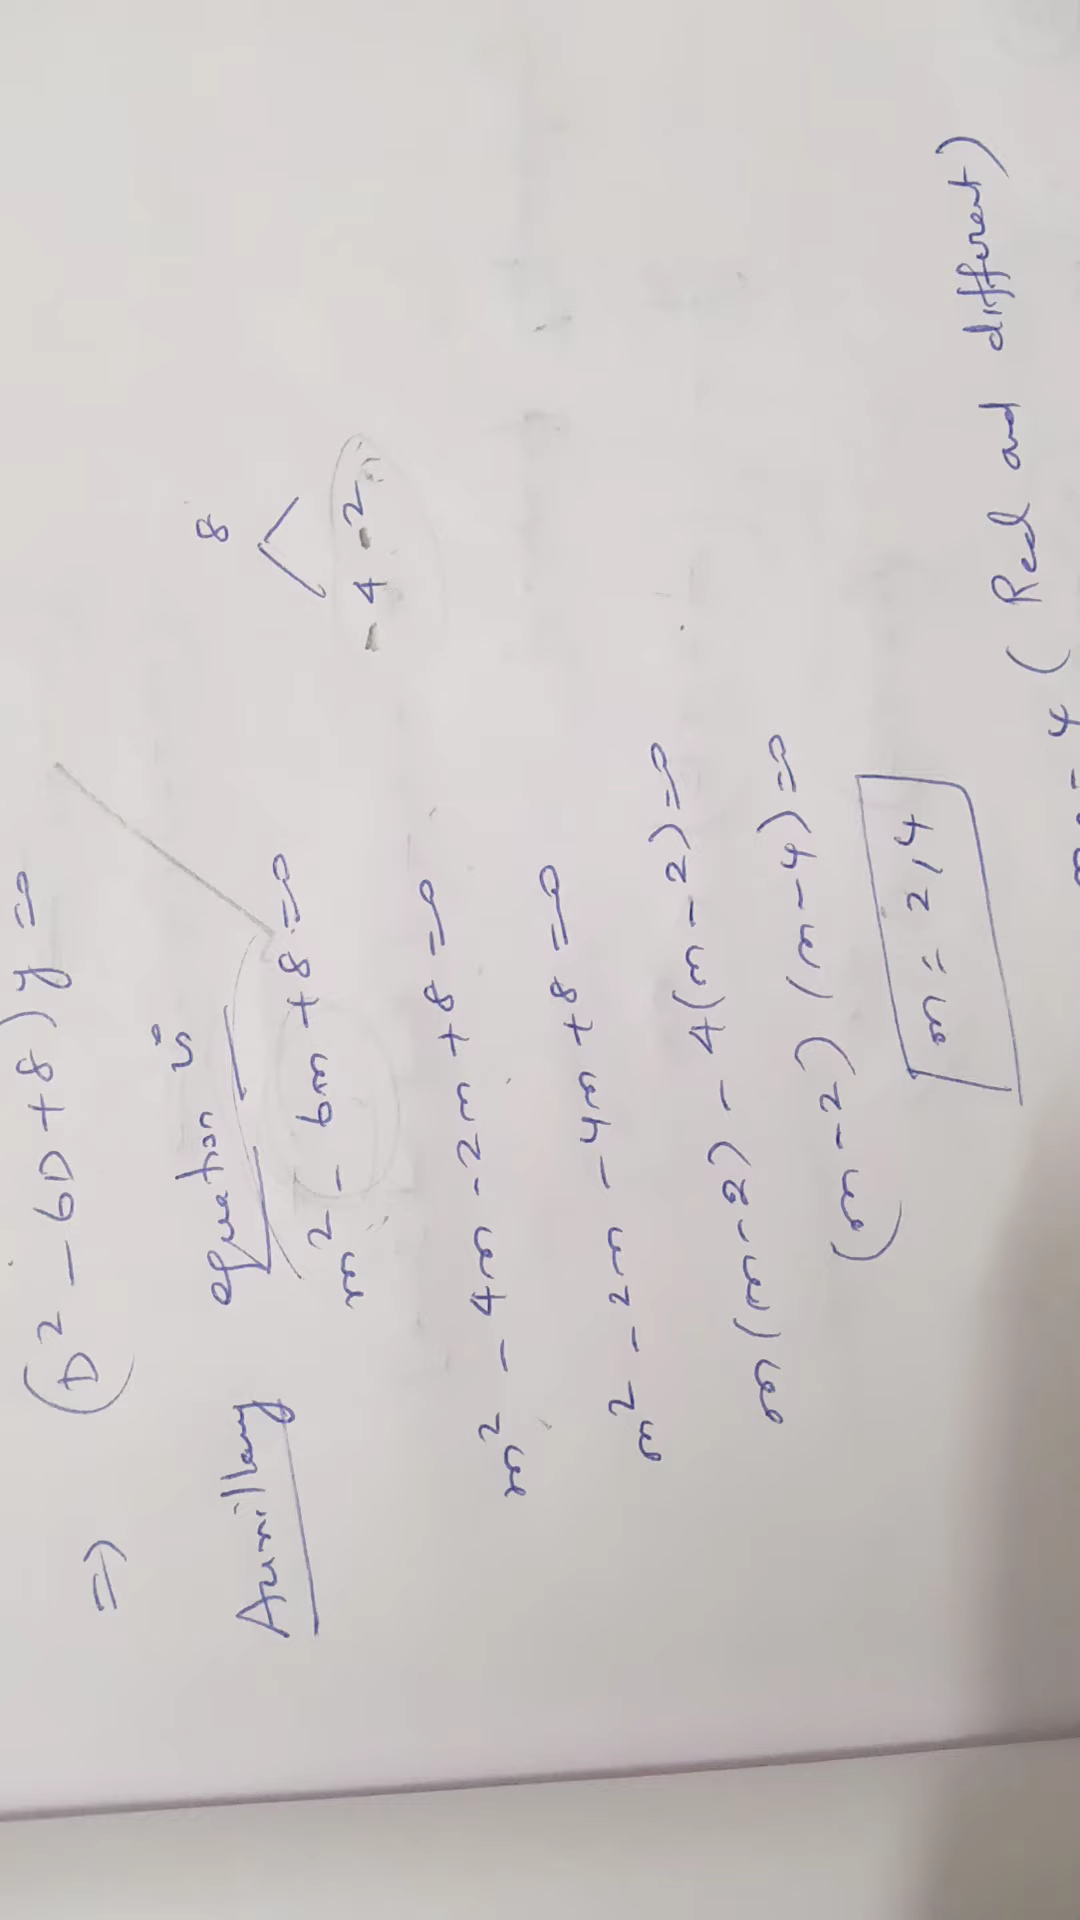 => (D² - 6D + 8) y = 0
Auxillary equation is
m² - 6m + 8 = 0
8
-4 -2
m² - 4m - 2m + 8 = 0
m² - 2m - 4m + 8 = 0
m(m-2) - 4(m-2) = 0
(m-2) (m-4) = 0
m = 2, 4
= 4 (Real and different)